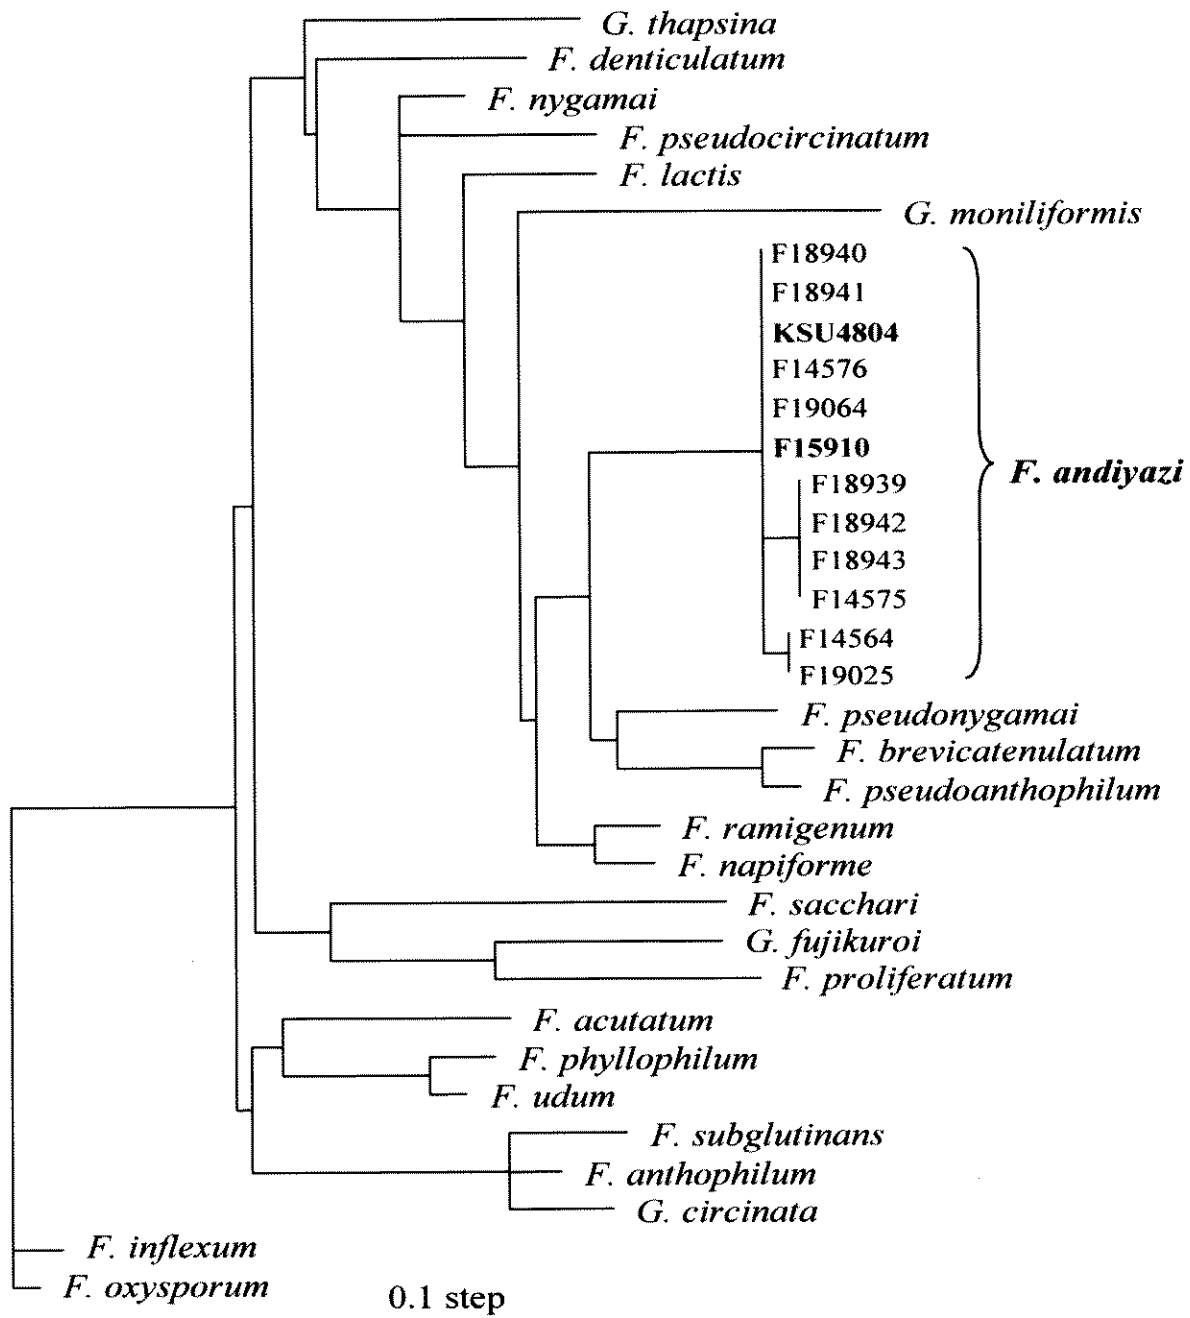 G. thapsina
F. denticulatum
F. nygamai
F. pseudocircinatum
F. lactis
G. moniliformis
F18940
F18941
KSU4804
F14576
F19064
F15910
F. andiyazi
F18939
F18942
F18943
F14575
F14564
F19025
F. pseudonygamai
F. brevicatenulatum
F. pseudoanthophilum
F. ramigenum
F. napiforme
F. sacchari
G. fujikuroi
F. proliferatum
F. acutatum
F. phyllophilum
F. udum
F. subglutinans
F. anthophilum
G. circinata
F. inflexum
F. oxysporum
0.1 step